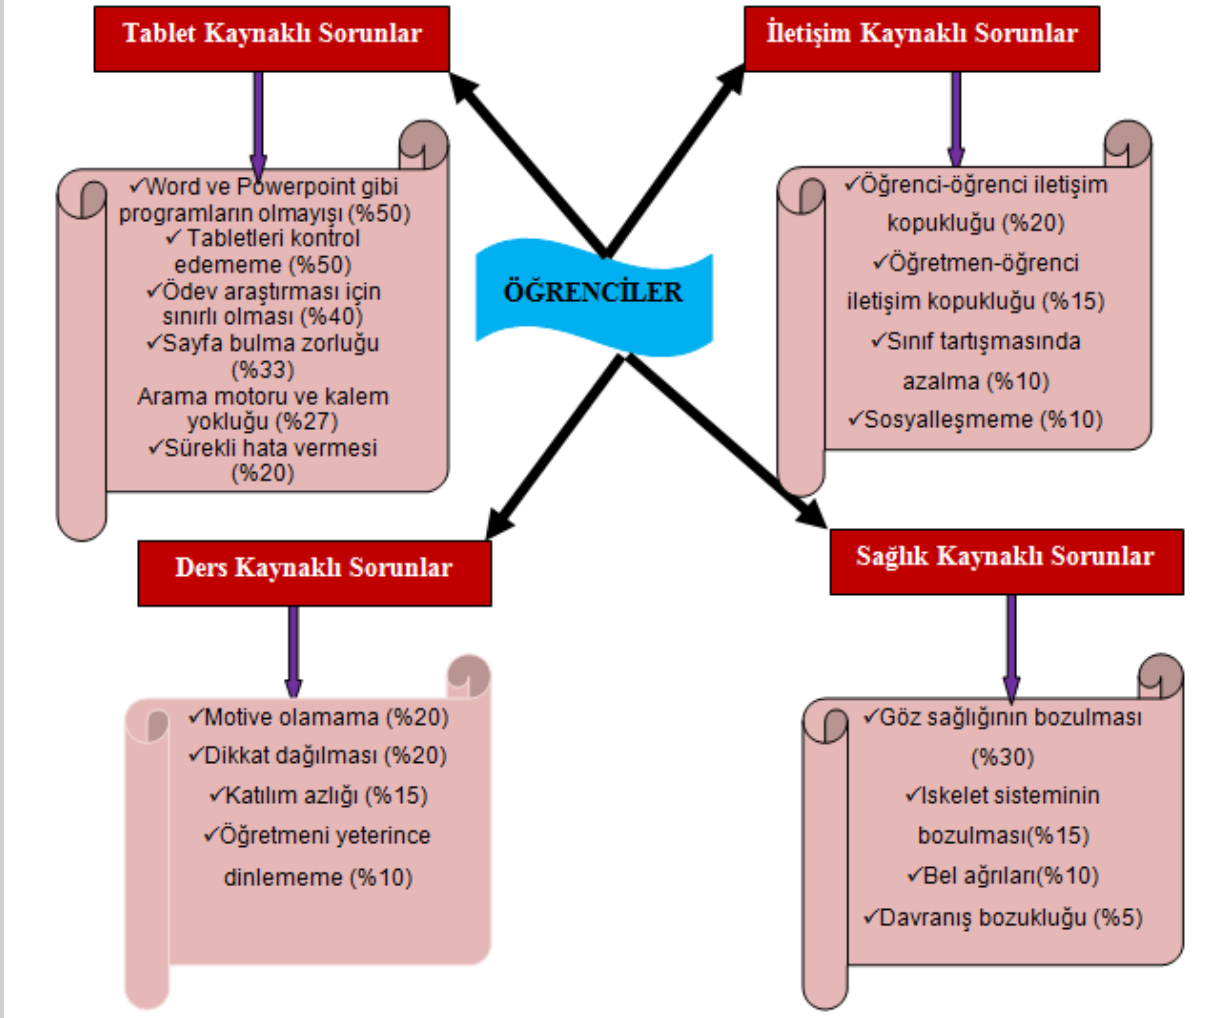 Tablet Kaynaklı Sorunlar
✓Word ve Powerpoint gibi
programların olmayışı (%50)
✓ Tabletleri kontrol
edememe (%50)
✓Ödev araştırması için
sınırlı olması (%40)
✓Sayfa bulma zorluğu
(%33)
Arama motoru ve kalem
yokluğu (%27)
✓Sürekli hata vermesi
(%20)
İletişim Kaynaklı Sorunlar
✓Öğrenci-öğrenci iletişim
kopukluğu (%20)
✓Öğretmen-öğrenci
iletişim kopukluğu (%15)
✓Sınıf tartışmasında
azalma (%10)
✓Sosyalleşmeme (%10)
ÖĞRENCİLER
Ders Kaynaklı Sorunlar
✓Motive olamama (%20)
✓Dikkat dağılması (%20)
✓Katılım azlığı (%15)
✓Öğretmeni yeterince
dinlememe (%10)
Sağlık Kaynaklı Sorunlar
✓Göz sağlığının bozulması
(%30)
✓Iskelet sisteminin
bozulması(%15)
✓Bel ağrıları(%10)
✓Davranış bozukluğu (%5)